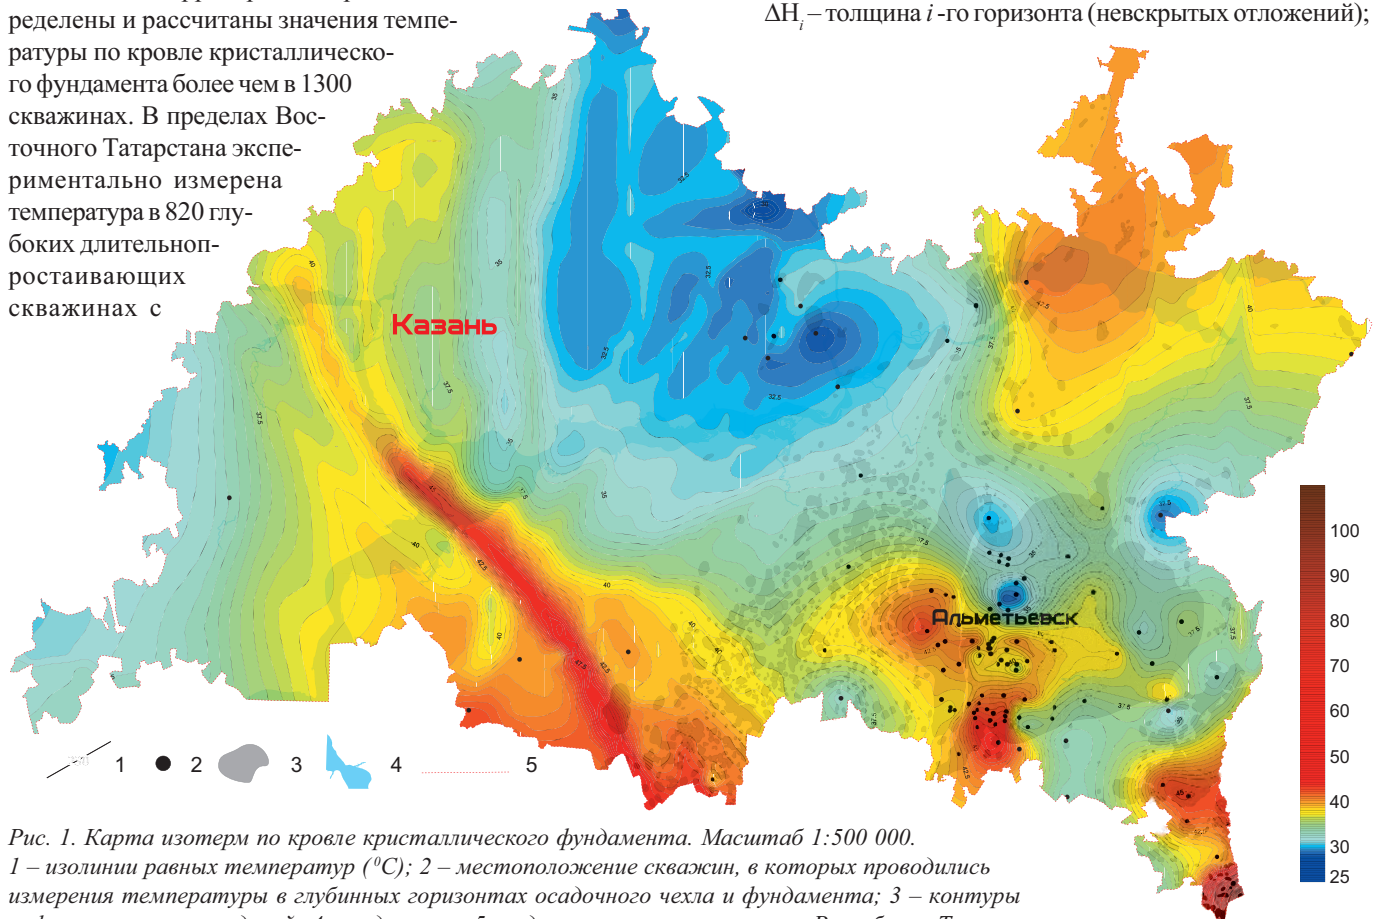 ределены и рассчитаны значения темпе-
ратуры по кровле кристаллическо-
го фундамента более чем в 1300
скважинах. В пределах Вос-
точного Татарстана экспе-
риментально измерена
температура в 820 глу-
боких длительноп-
ростаивающих
скважинах с
ΔHi – толщина i -го горизонта (невскрытых отложений);
Казань
Альметьевск
100
90
80
70
60
50
40
30
25
1
2
3
4
5
Рис. 1. Карта изотерм по кровле кристаллического фундамента. Масштаб 1:500 000.
1 – изолинии равных температур (⁰C); 2 – местоположение скважин, в которых проводились
измерения температуры в глубинных горизонтах осадочного чехла и фундамента; 3 – контуры